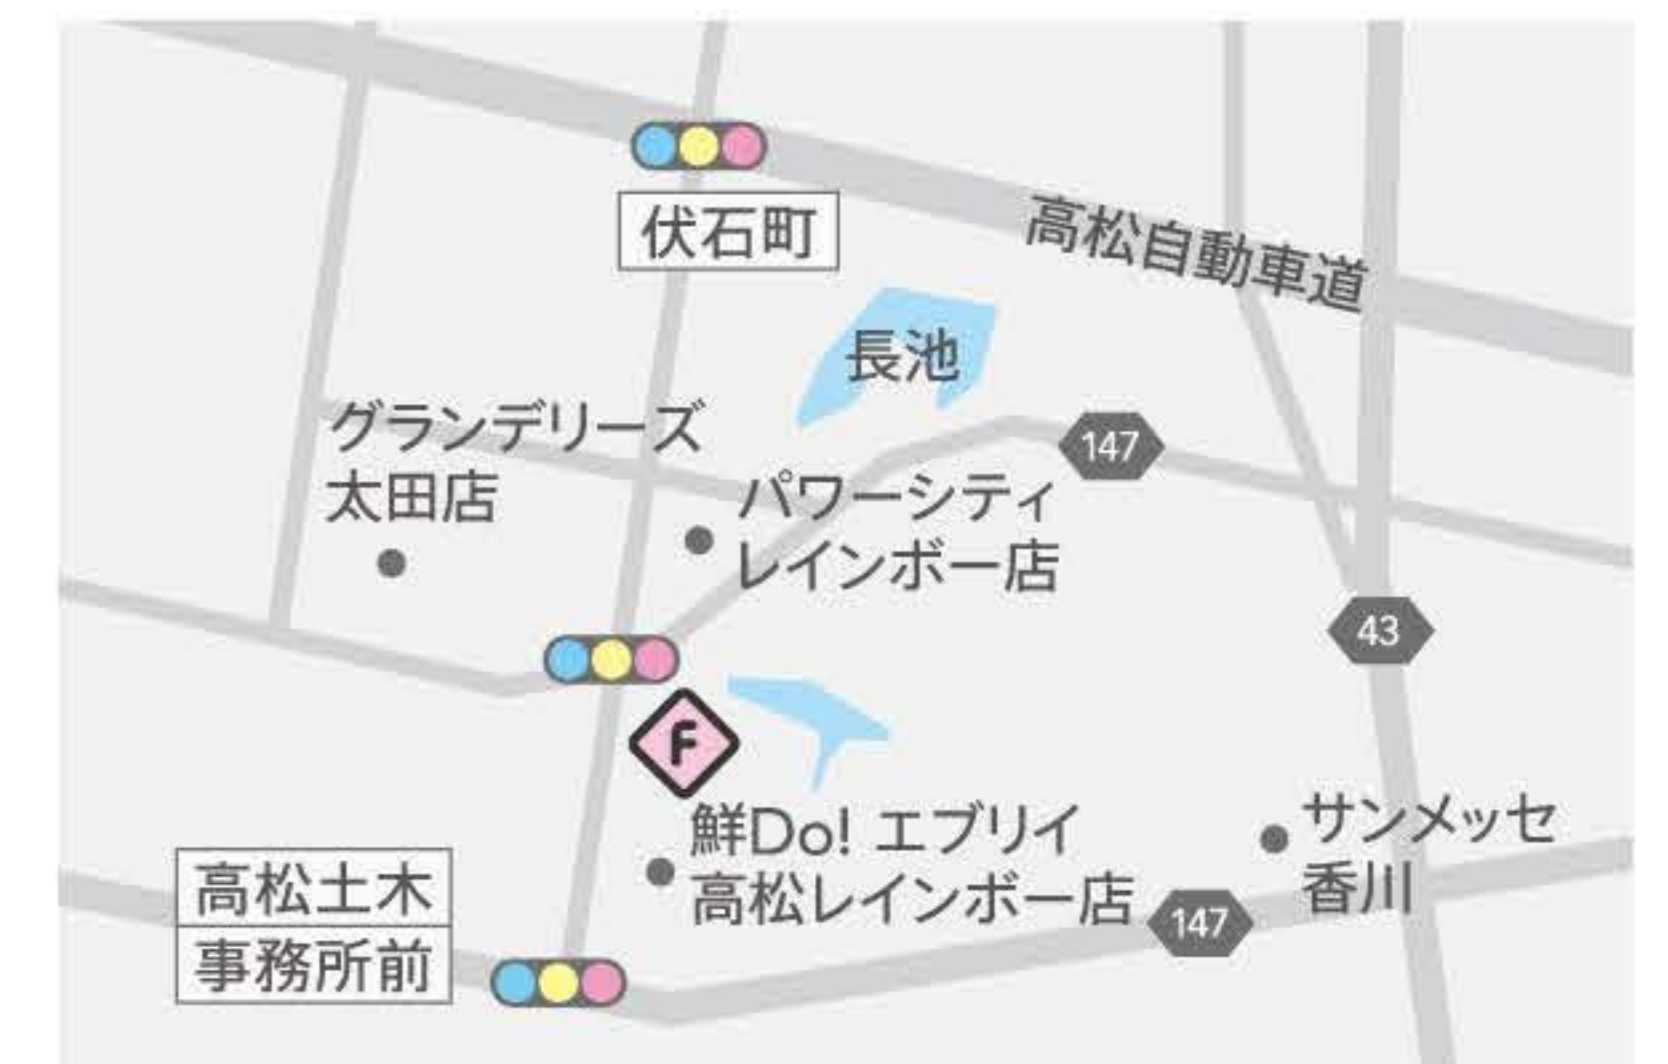 伏石町
高松自動車道
長池
グランデリーズ
太田店
147
パワーシティ
レインボー店
43
F
鮮Do! エブリイ
高松レインボー店
サンメッセ
香川
147
高松土木
事務所前